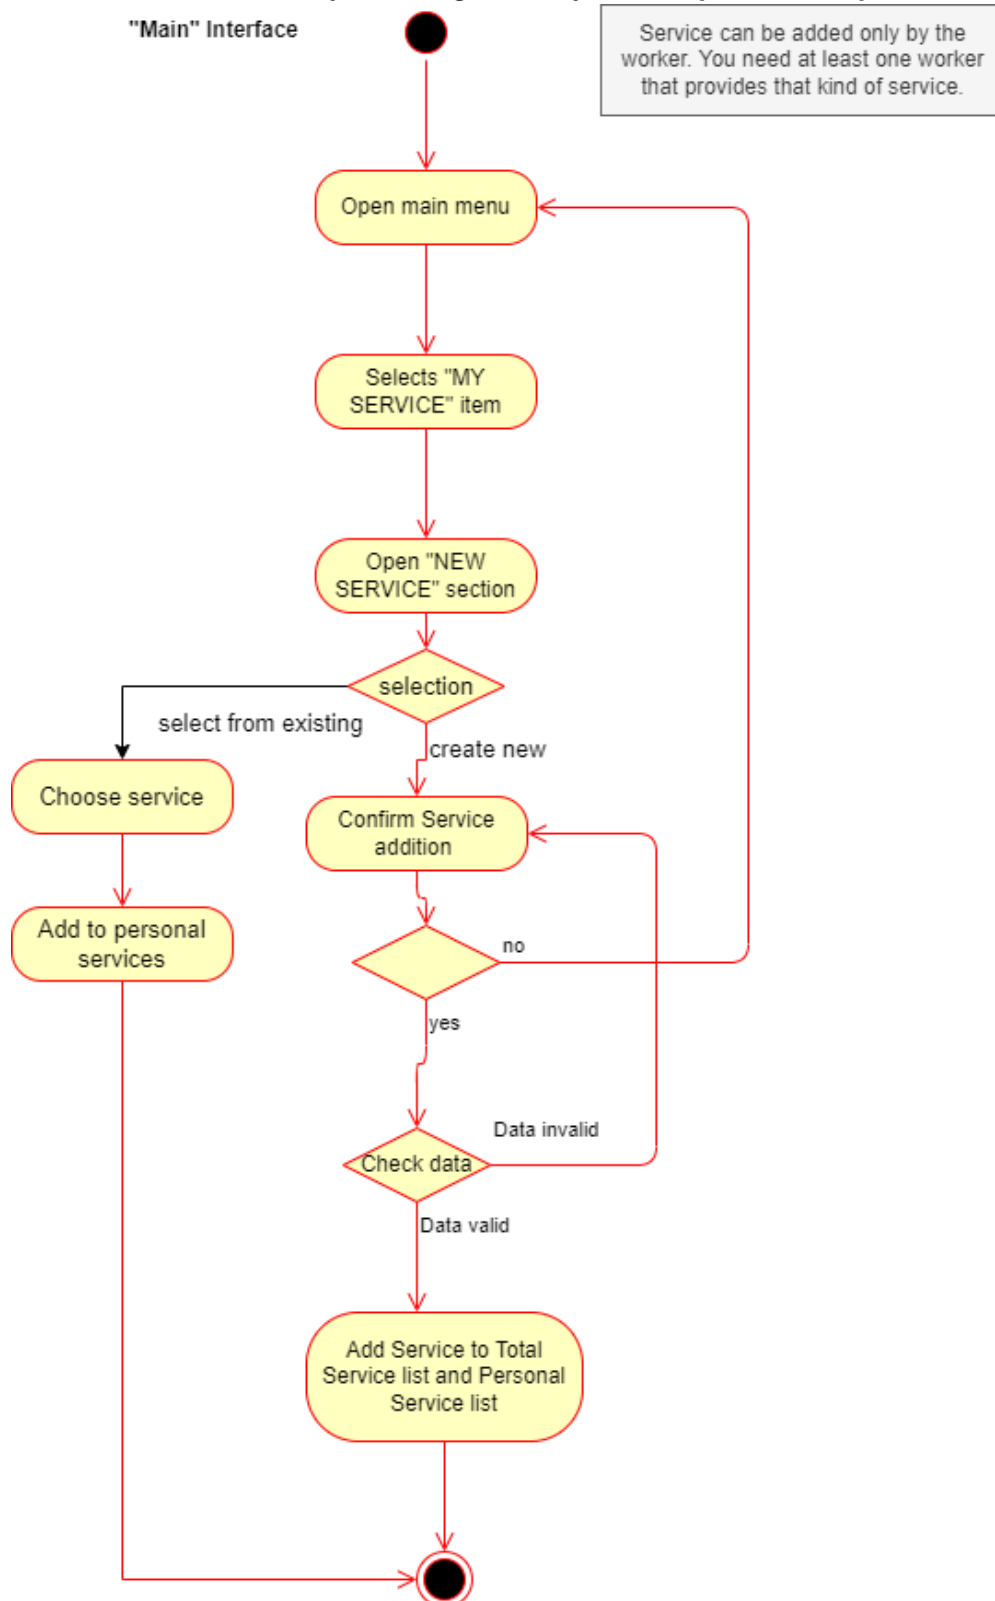 "Main" Interface
Service can be added only by the
worker. You need at least one worker
that provides that kind of service.
Open main menu
Selects "MY
SERVICE" item
Open "NEW
SERVICE" section
selection
select from existing
create new
Choose service
Confirm Service
addition
Add to personal
services
no
yes
Data invalid
Check data
Data valid
Add Service to Total
Service list and Personal
Service list